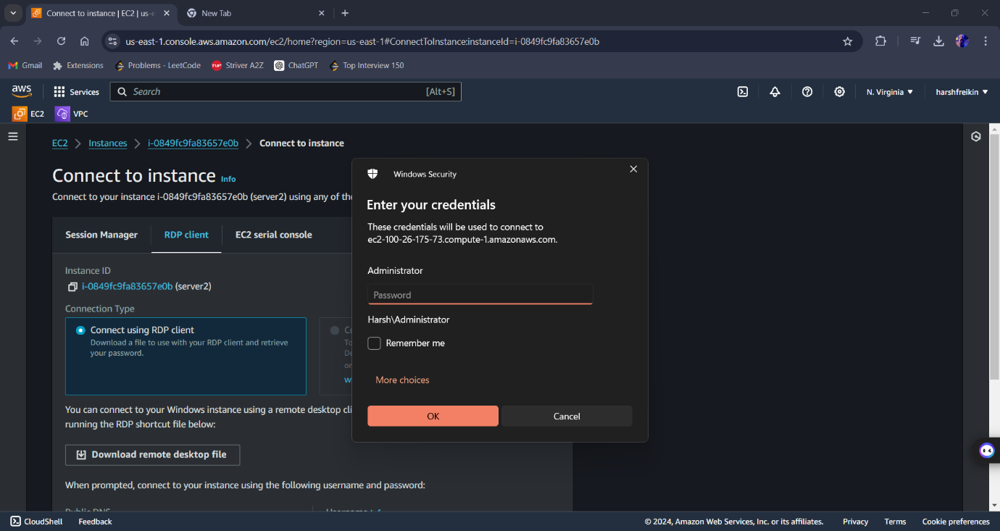 Connect to instance | EC2 | us-e
New Tab
us-east-1.console.aws.amazon.com/ec2/home?region=us-east-1#ConnectToInstance:instanceId=i-0849fc9fa83657e0b
Gmail Extensions Problems - LeetCode TUF Striver A2Z ChatGPT Top Interview 150
aws Services Search [Alt+S] N. Virginia harshfreikin
EC2 VPC
EC2 Instances i-0849fc9fa83657e0b Connect to instance
Connect to instance Info
Connect to your instance i-0849fc9fa83657e0b (server2) using any of the
Session Manager RDP client EC2 serial console
Instance ID
i-0849fc9fa83657e0b (server2)
Connection Type
Connect using RDP client
Download a file to use with your RDP client and retrieve
your password.
You can connect to your Windows instance using a remote desktop cli
running the RDP shortcut file below:
Download remote desktop file
When prompted, connect to your instance using the following username and password:
Windows Security
Enter your credentials
These credentials will be used to connect to
ec2-100-26-175-73.compute-1.amazonaws.com.
Administrator
Password
Harsh\Administrator
Remember me
More choices
OK Cancel
CloudShell Feedback © 2024, Amazon Web Services, Inc. or its affiliates. Privacy Terms Cookie preferences